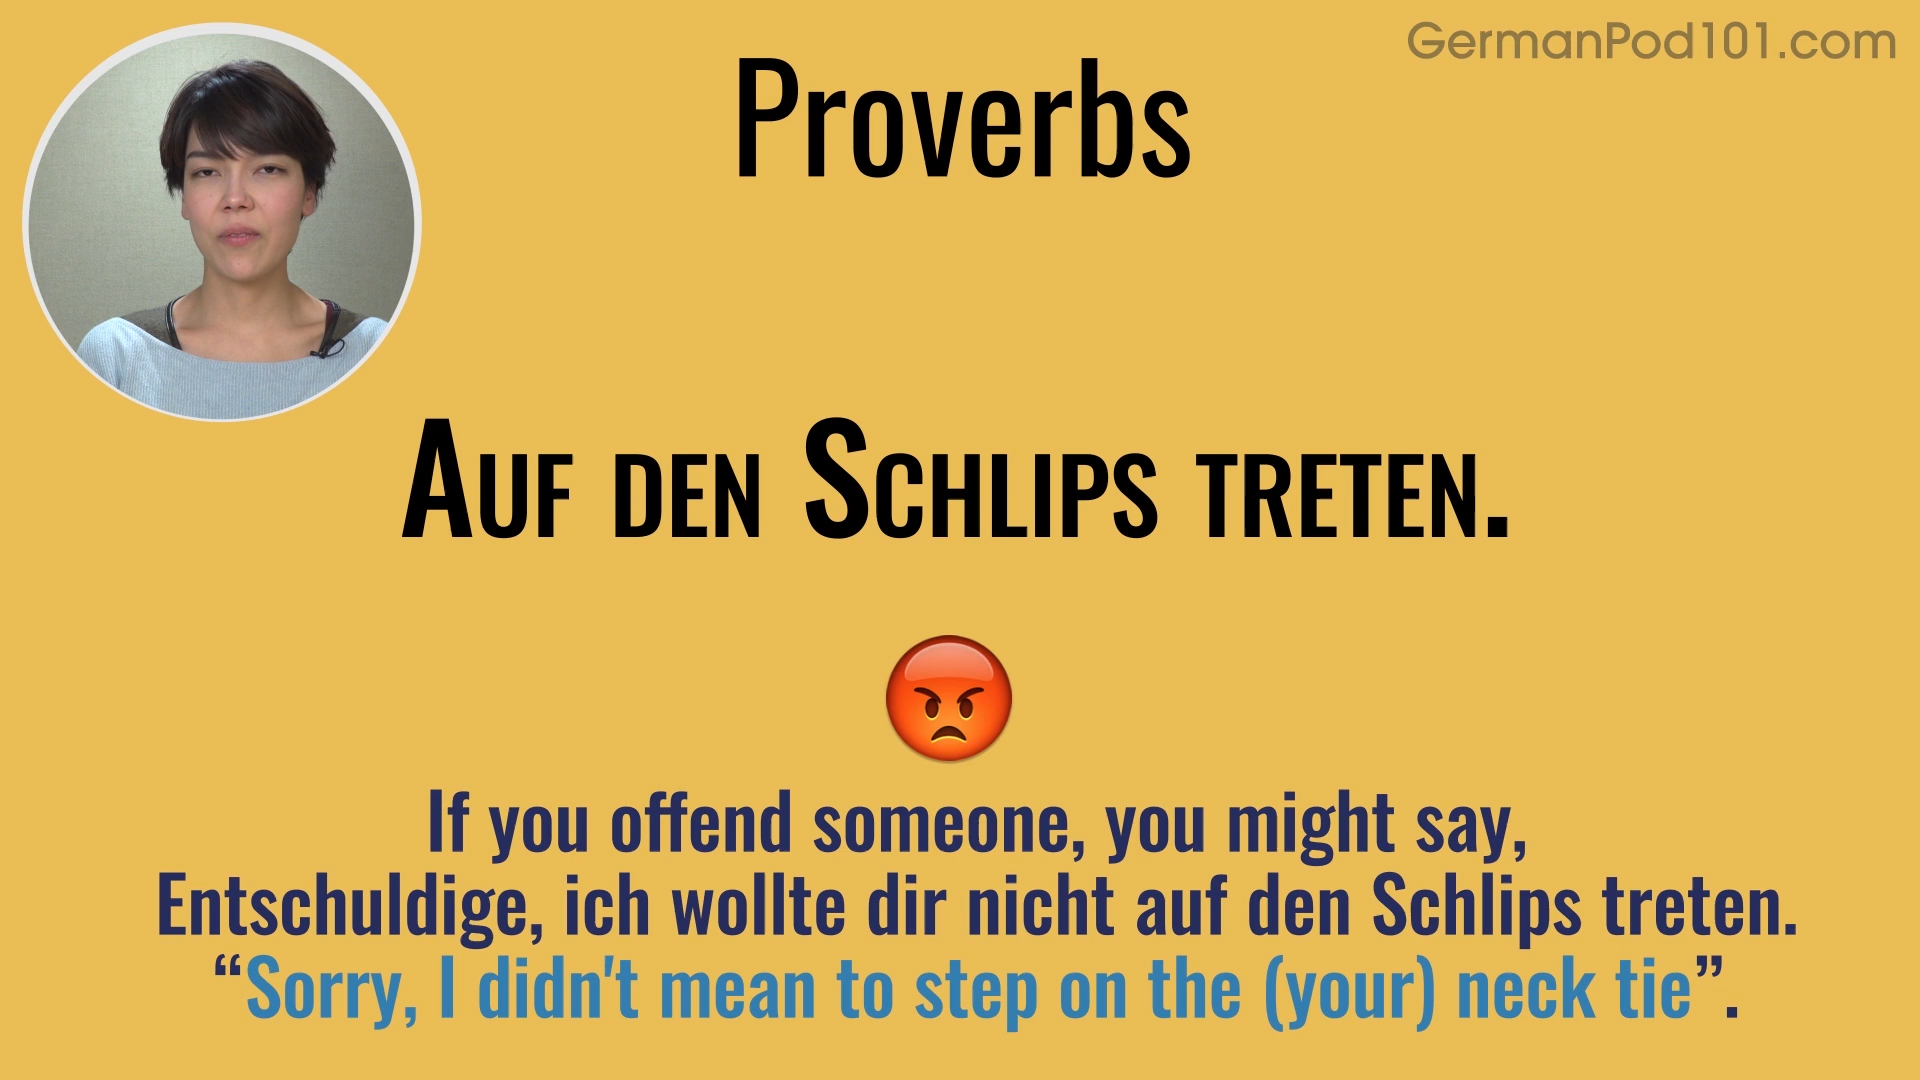 GermanPod101.com
Proverbs
Auf den Schlips treten.
If you offend someone, you might say,
Entschuldige, ich wollte dir nicht auf den Schlips treten.
“Sorry, I didn't mean to step on the (your) neck tie”.